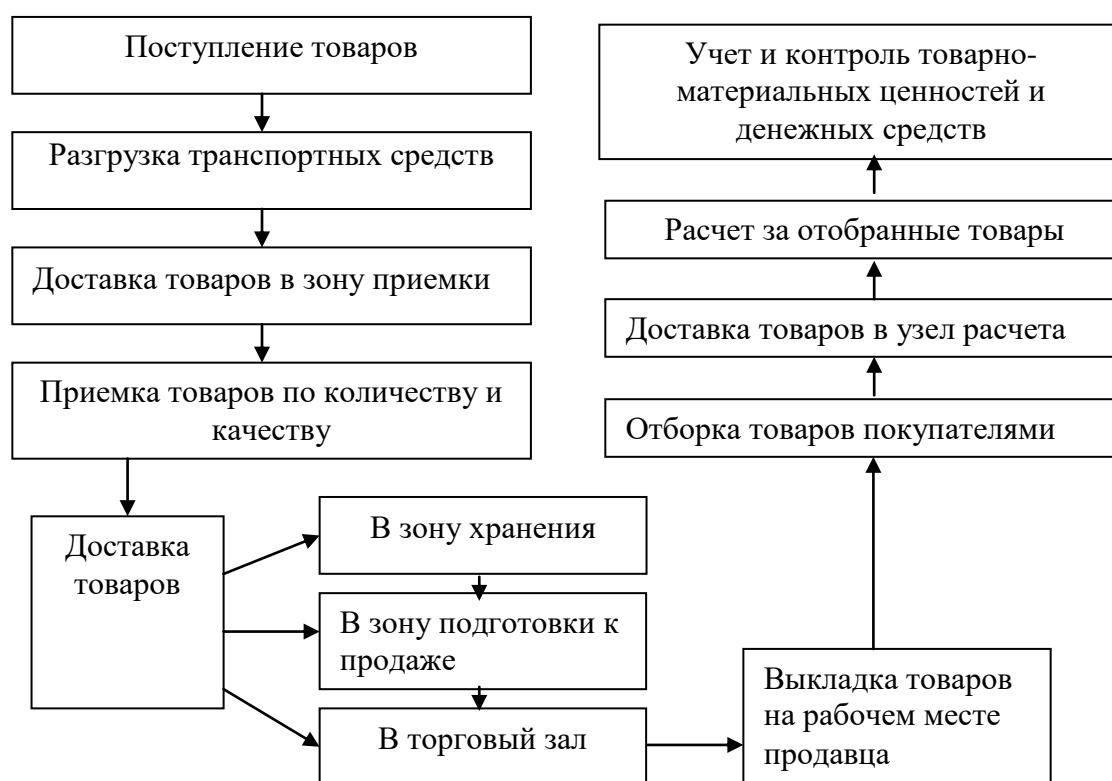 Поступление товаров
Разгрузка транспортных средств
Доставка товаров в зону приемки
Приемка товаров по количеству и
качеству
Доставка
товаров
В зону хранения
В зону подготовки к
продаже
В торговый зал
Выкладка товаров
на рабочем месте
продавца
Отборка товаров покупателями
Доставка товаров в узел расчета
Расчет за отобранные товары
Учет и контроль товарно-
материальных ценностей и
денежных средств